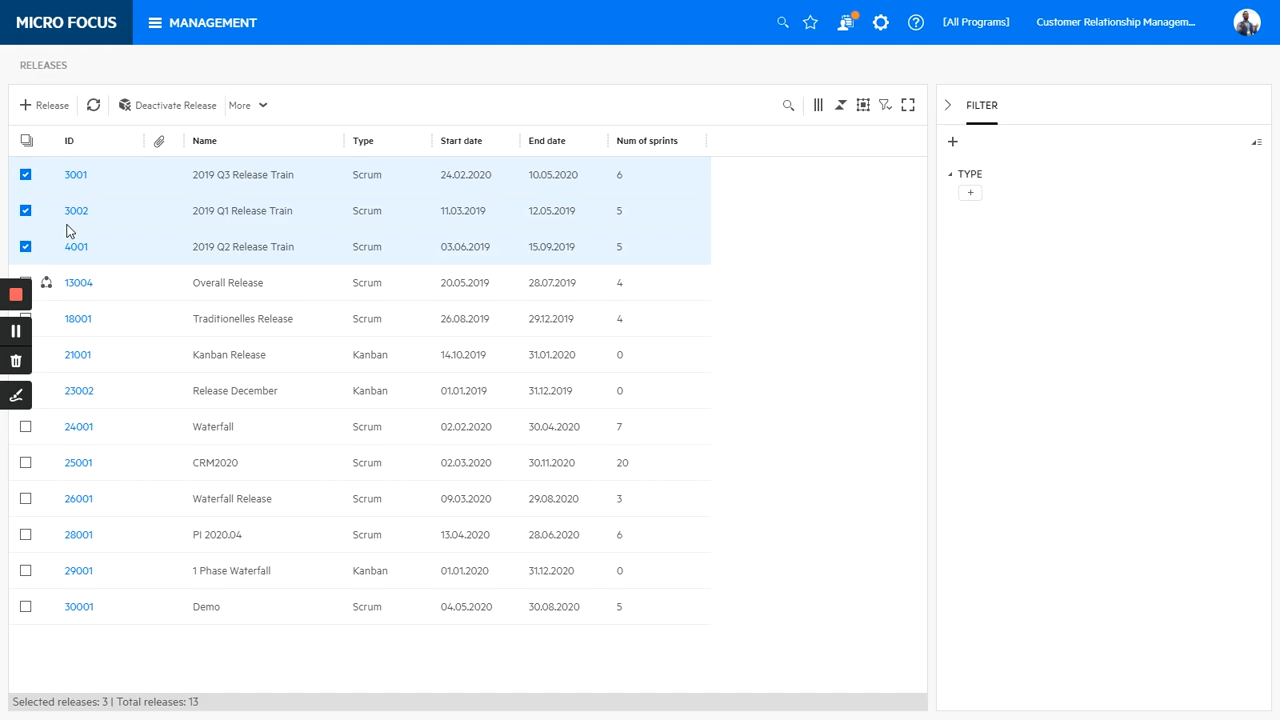 MICRO FOCUS MANAGEMENT [All Programs] Customer Relationship Managem...
RELEASES
Release Deactivate Release More FILTER
ID Name Type Start date End date Num of sprints
3001 2019 Q3 Release Train Scrum 24.02.2020 10.05.2020 6
TYPE
3002 2019 Q1 Release Train Scrum 11.03.2019 12.05.2019 5
4001 2019 Q2 Release Train Scrum 03.06.2019 15.09.2019 5
13004 Overall Release Scrum 20.05.2019 28.07.2019 4
18001 Traditionelles Release Scrum 26.08.2019 29.12.2019 4
21001 Kanban Release Kanban 14.10.2019 31.01.2020 0
23002 Release December Kanban 01.01.2019 31.12.2019 0
24001 Waterfall Scrum 02.02.2020 30.04.2020 7
25001 CRM2020 Scrum 02.03.2020 30.11.2020 20
26001 Waterfall Release Scrum 09.03.2020 29.08.2020 3
28001 PI 2020.04 Scrum 13.04.2020 28.06.2020 6
29001 1 Phase Waterfall Kanban 01.01.2020 31.12.2020 0
30001 Demo Scrum 04.05.2020 30.08.2020 5
Selected releases: 3 | Total releases: 13